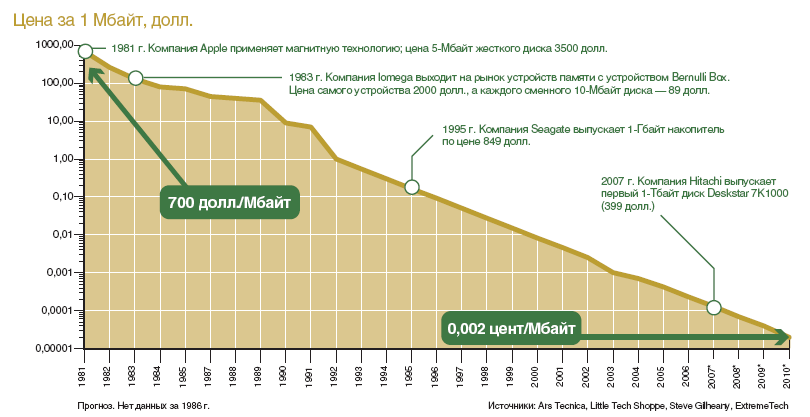 Цена за 1 Мбайт, долл.
1000,00
100,00
10,00
1,00
0,10
0,01
0,001
0,0001
0,00001
1981 г. Компания Apple применяет магнитную технологию; цена 5-Мбайт жесткого диска 3500 долл.
1983 г. Компания Iomega выходит на рынок устройств памяти с устройством Bernulli Box.
Цена самого устройства 2000 долл., а каждого сменного 10-Мбайт диска — 89 долл.
1995 г. Компания Seagate выпускает 1-Гбайт накопитель
по цене 849 долл.
2007 г. Компания Hitachi выпускает
первый 1-Тбайт диск Deskstar 7K1000
(399 долл.)
700 долл./Мбайт
0,002 цент/Мбайт
1981
1982
1983
1984
1985
1987
1988
1989
1990
1991
1992
1993
1994
1995
1996
1997
1998
1999
2000
2001
2002
2003
2004
2005
2006
2007*
2008*
2009*
2010*
Прогноз. Нет данных за 1986 г.
Источники: Ars Tecnica, Little Tech Shoppe, Steve Gilheany, ExtremeTech